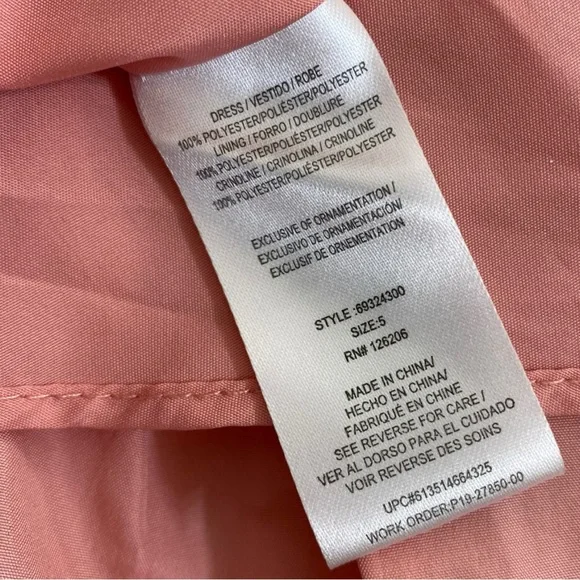 DRESS / VESTIDO / ROBE
100% POLYESTER/POLIÉSTER/POLYESTER
LINING / FORRO / DOUBLURE
100% POLYESTER/POLIÉSTER/POLYESTER
CRINOLINE / CRINOLINA / CRINOLINE
100% POLYESTER/POLIÉSTER/POLYESTER
EXCLUSIVE OF ORNAMENTATION /
EXCLUSIVO DE ORNAMENTACIÓN/
EXCLUSIF DE ORNEMENTATION
STYLE :69324300
SIZE:5
RN# 126206
MADE IN CHINA/
HECHO EN CHINA/
FABRIQUÉ EN CHINE
SEE REVERSE FOR CARE /
VER AL DORSO PARA EL CUIDADO
VOIR REVERSE DES SOINS
UPC#613514664325
WORK ORDER:P19-27850-00